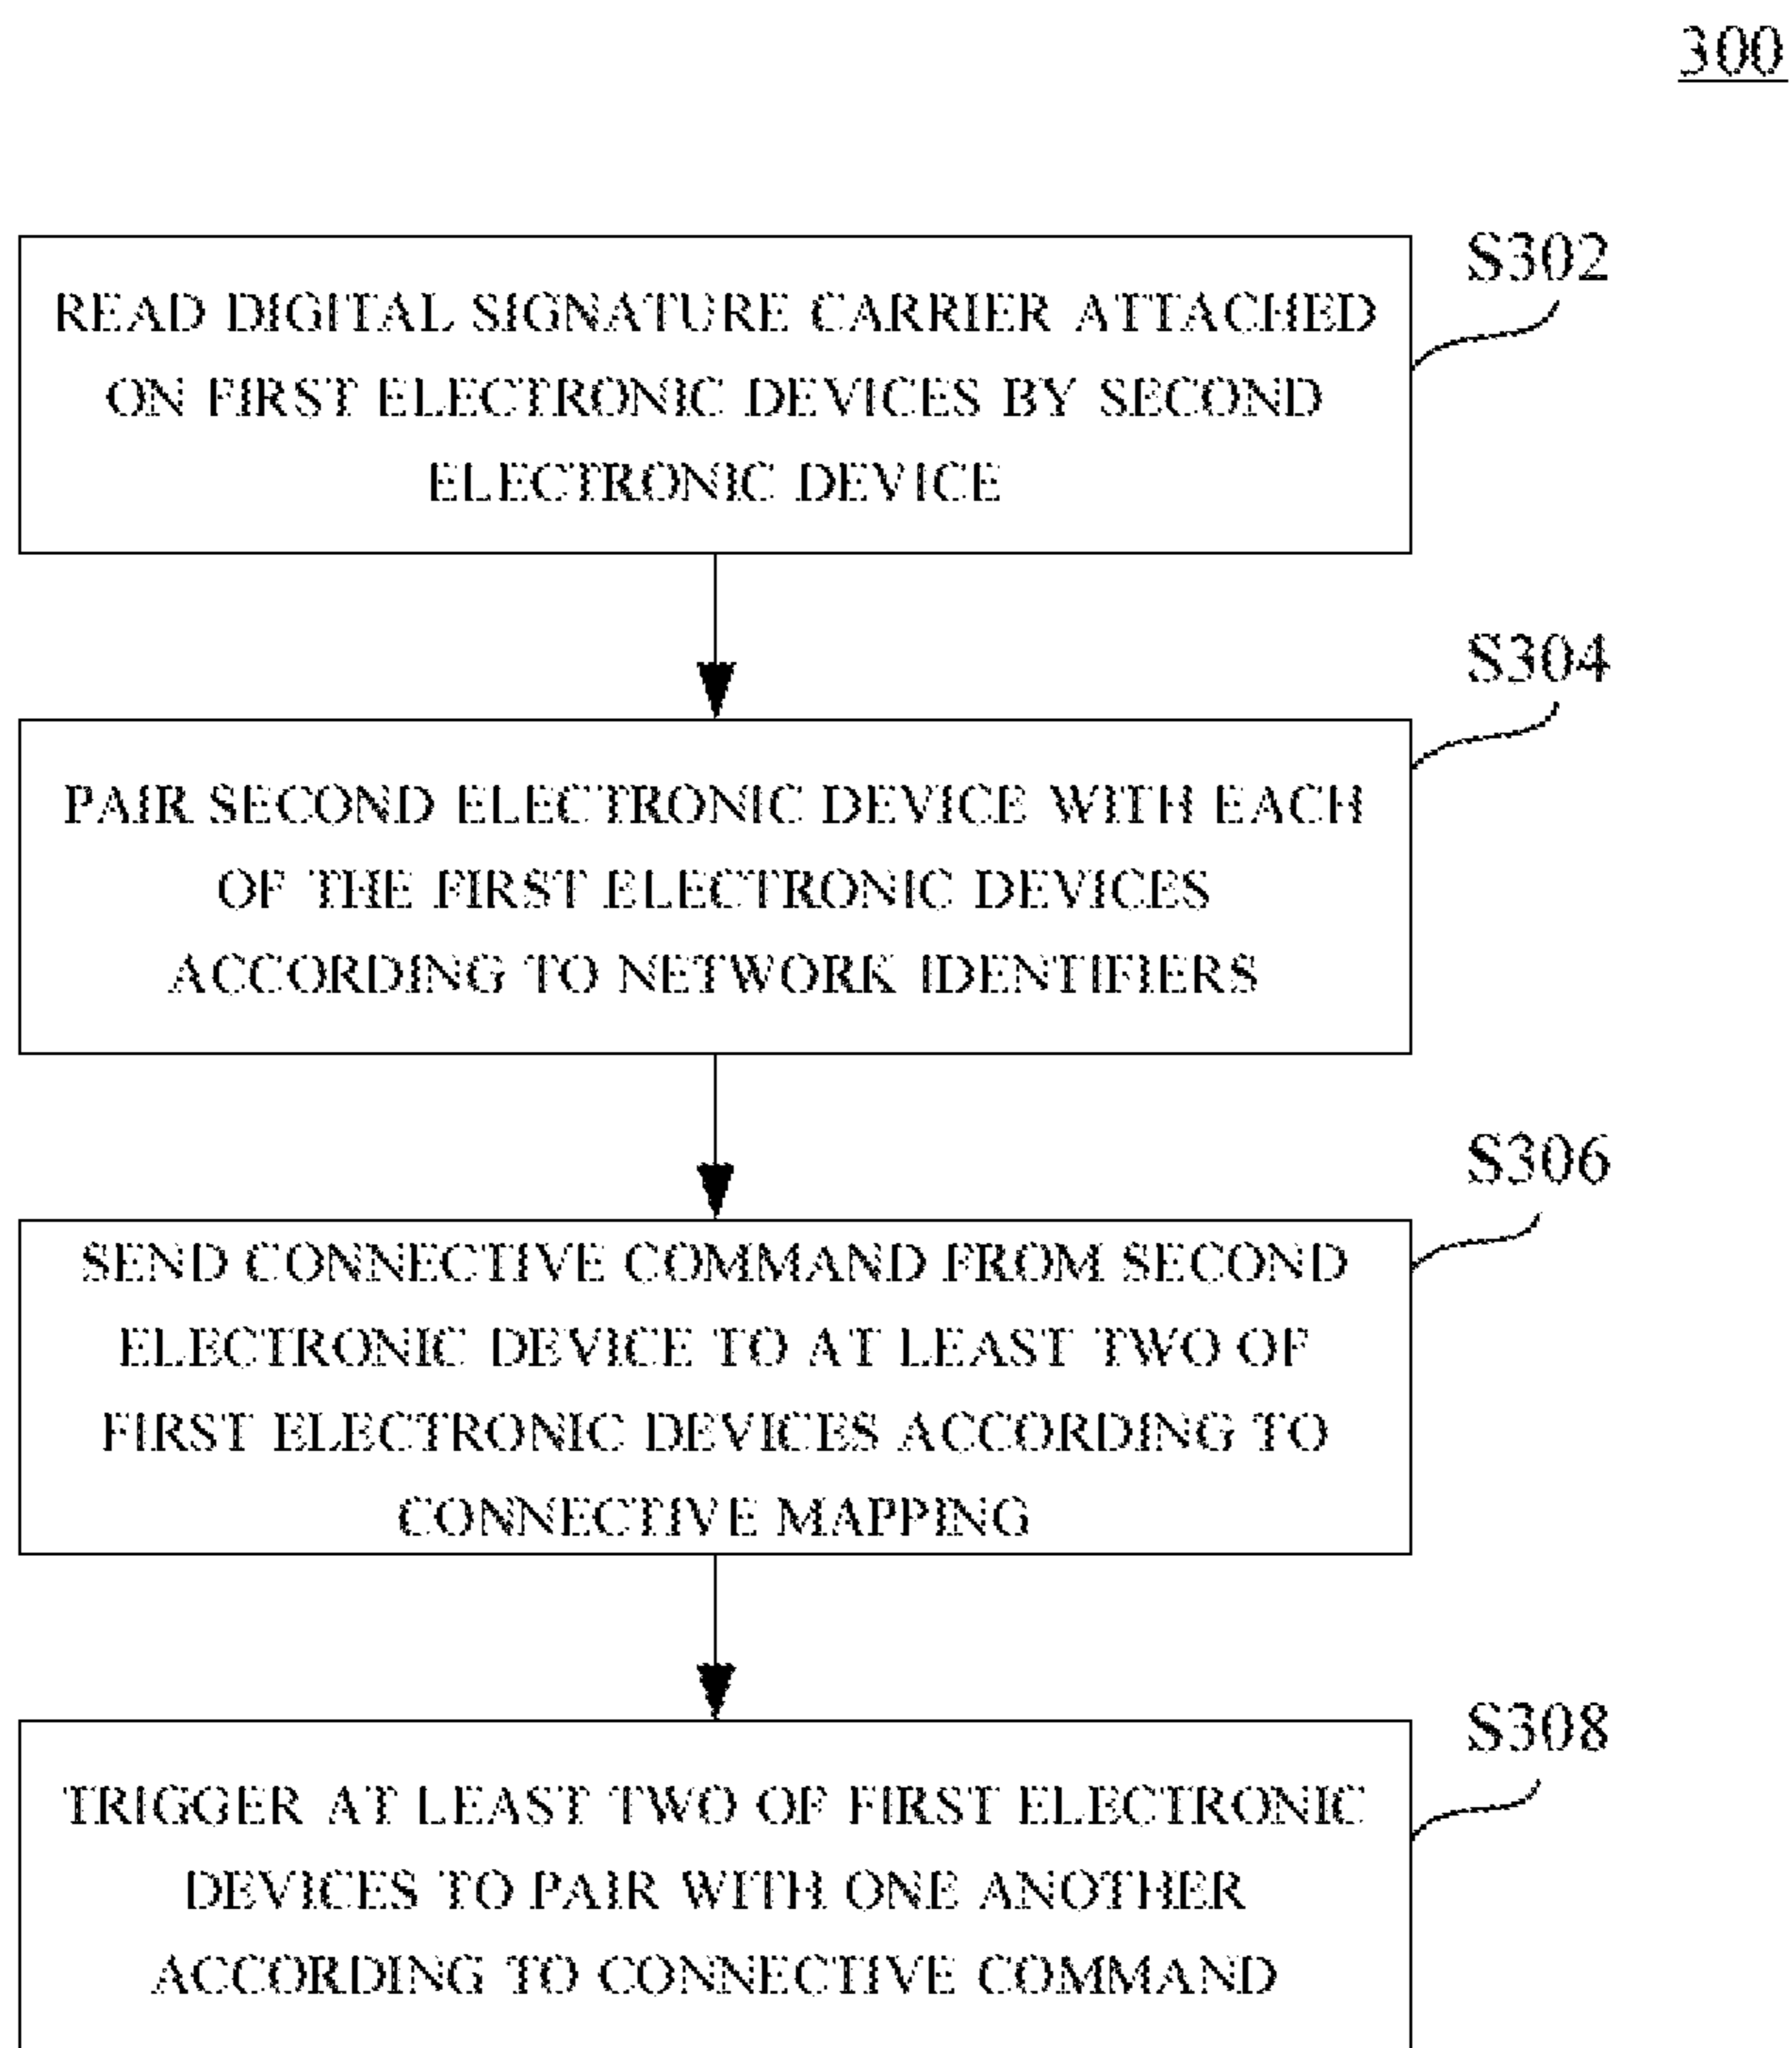 300
S302
READ DIGITAL SIGNATURE CARRIER ATTACHED
ON FIRST ELECTRONIC DEVICES BY SECOND
ELECTRONIC DEVICE
S304
PAIR SECOND ELECTRONIC DEVICE WITH EACH
OF THE FIRST ELECTRONIC DEVICES
ACCORDING TO NETWORK IDENTIFIERS
S306
SEND CONNECTIVE COMMAND FROM SECOND
ELECTRONIC DEVICE TO AT LEAST TWO OF
FIRST ELECTRONIC DEVICES ACCORDING TO
CONNECTIVE MAPPING
S308
TRIGGER AT LEAST TWO OF FIRST ELECTRONIC
DEVICES TO PAIR WITH ONE ANOTHER
ACCORDING TO CONNECTIVE COMMAND